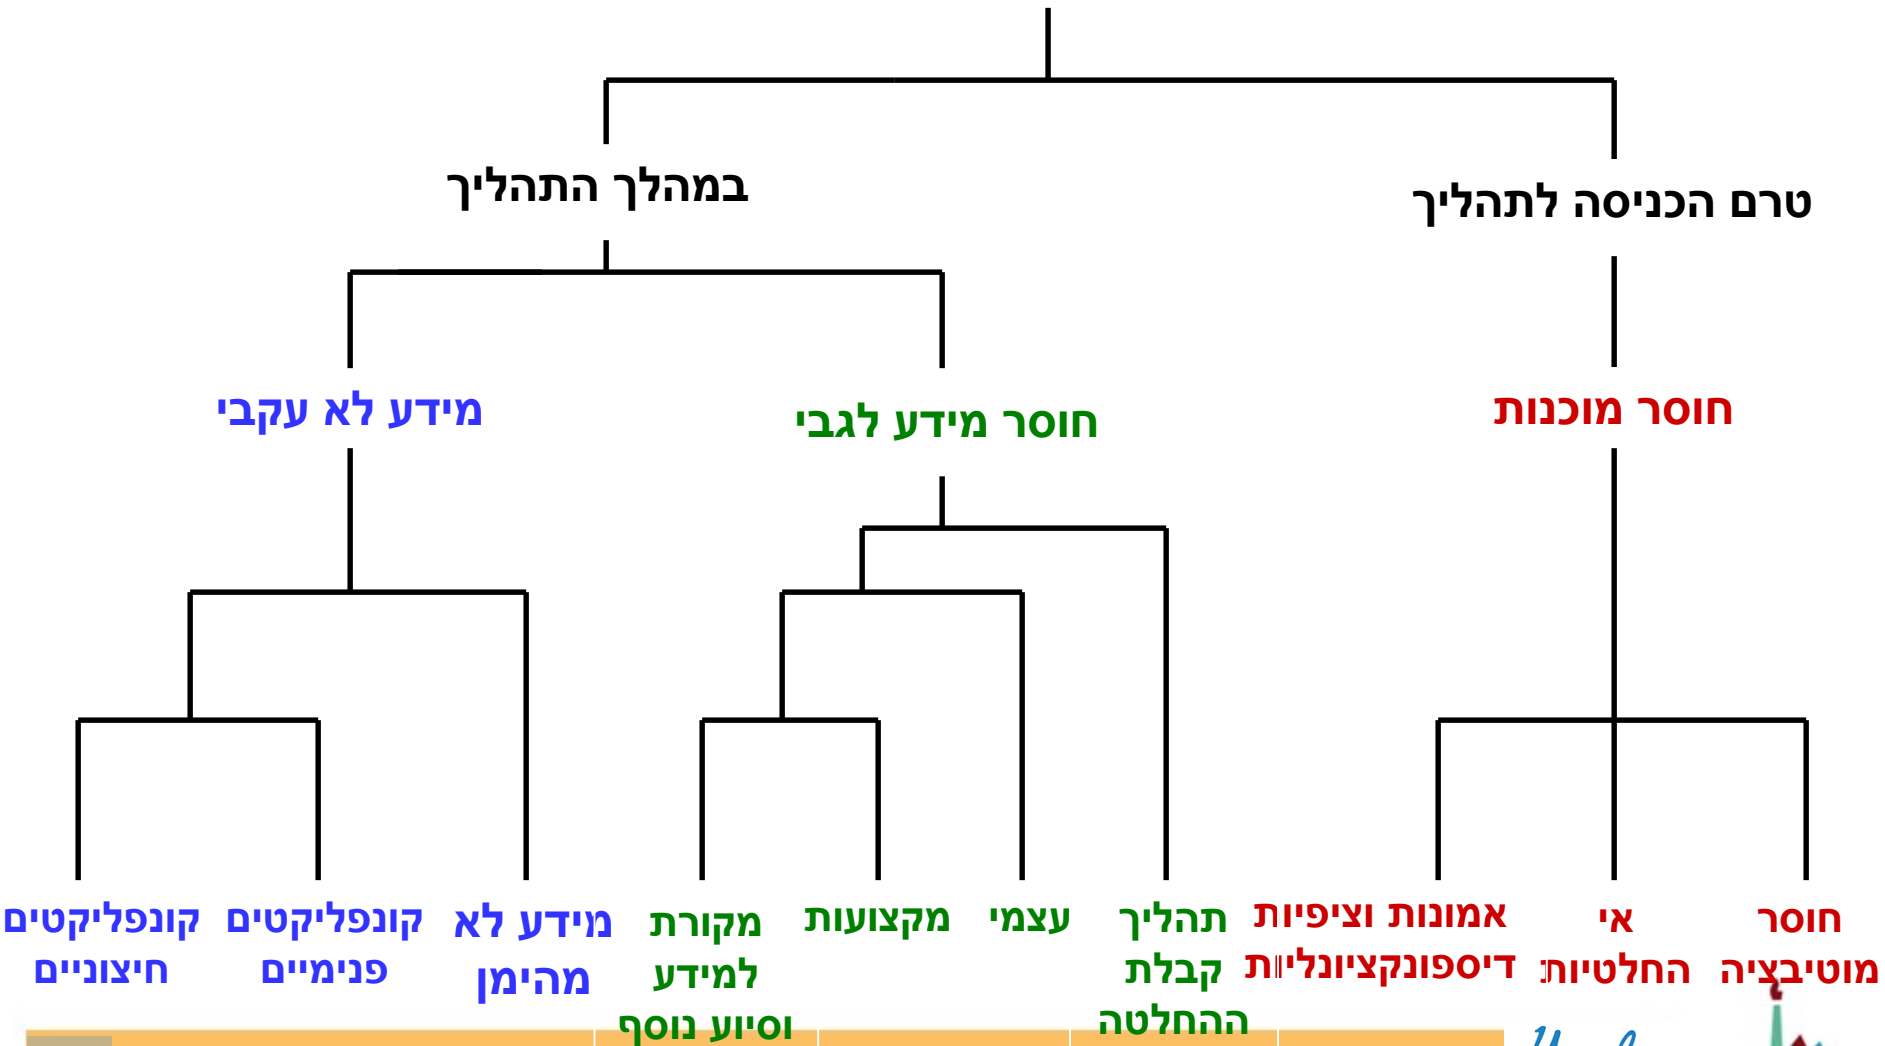 טרם הכניסה לתהליך
במהלך התהליך
חוסר מוכנות
חוסר מידע לגבי
מידע לא עקבי
חוסר
מוטיבציה
אי
החלטיות
אמונות וציפיות
דיספונקציונליות
תהליך
קבלת
ההחלטה
עצמי
מקצועות
מקורת
למידע
וסיוע נוסף
מידע לא
מהימן
קונפליקטים
פנימיים
קונפליקטים
חיצוניים